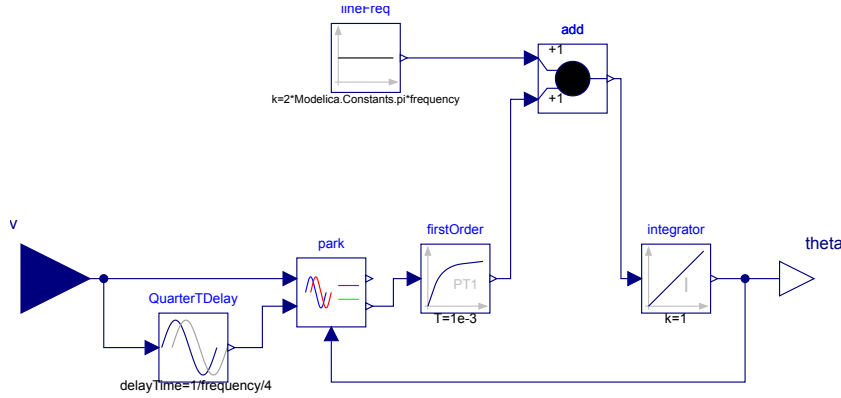 lineFreq
add
+1
k=2*Modelica.Constants.pi*frequency
+1
v
park
firstOrder
integrator
theta
PT1
I
QuarterTDelay
T=1e-3
k=1
delayTime=1/frequency/4